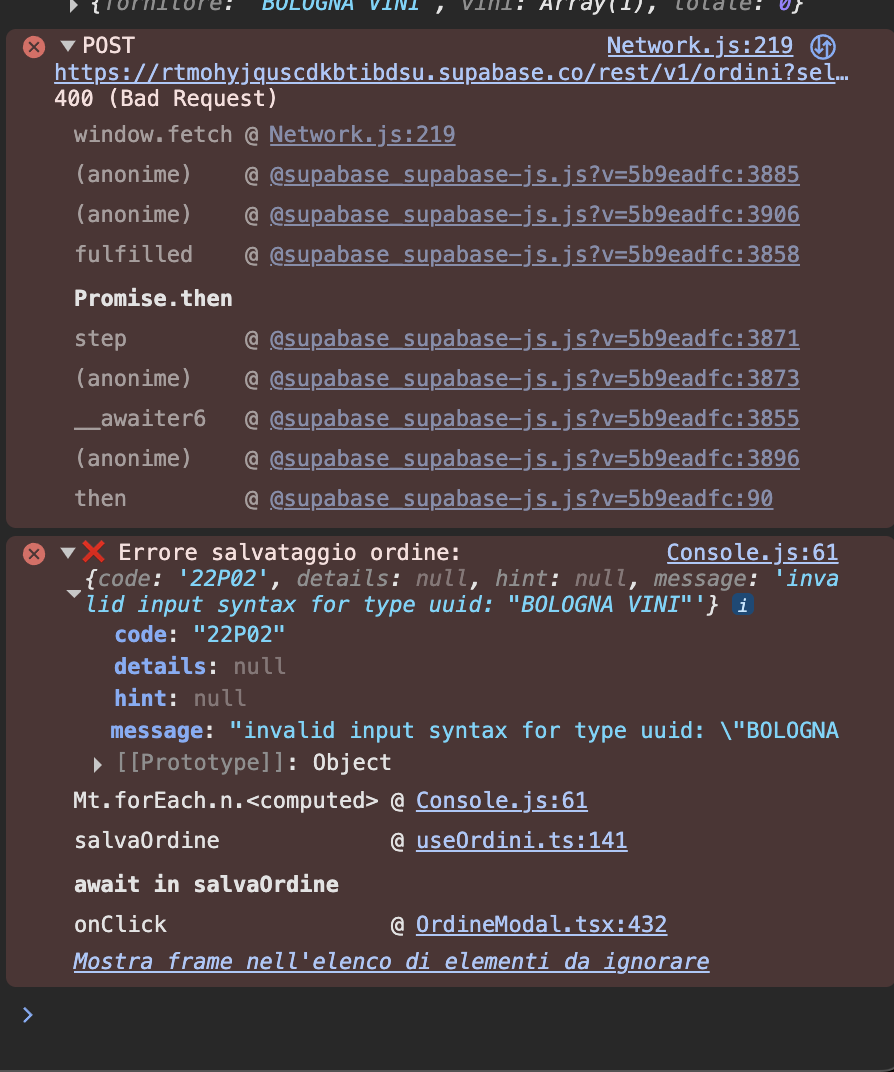 {fornitore: 'BOLOGNA VINI', vini: Array(1), totale: 0}
POST Network.js:219
https://rtmohyjquscdkbtibdsu.supabase.co/rest/v1/ordini?sel…
400 (Bad Request)
window.fetch @ Network.js:219
(anonime) @ @supabase_supabase-js.js?v=5b9eadfc:3885
(anonime) @ @supabase_supabase-js.js?v=5b9eadfc:3906
fulfilled @ @supabase_supabase-js.js?v=5b9eadfc:3858
Promise.then
step @ @supabase_supabase-js.js?v=5b9eadfc:3871
(anonime) @ @supabase_supabase-js.js?v=5b9eadfc:3873
__awaiter6 @ @supabase_supabase-js.js?v=5b9eadfc:3855
(anonime) @ @supabase_supabase-js.js?v=5b9eadfc:3896
then @ @supabase_supabase-js.js?v=5b9eadfc:90
❌ Errore salvataggio ordine: Console.js:61
{code: '22P02', details: null, hint: null, message: 'inva
lid input syntax for type uuid: "BOLOGNA VINI"'} i
code: "22P02"
details: null
hint: null
message: "invalid input syntax for type uuid: \"BOLOGNA
[[Prototype]]: Object
Mt.forEach.n.<computed> @ Console.js:61
salvaOrdine @ useOrdini.ts:141
await in salvaOrdine
onClick @ OrdineModal.tsx:432
Mostra frame nell'elenco di elementi da ignorare